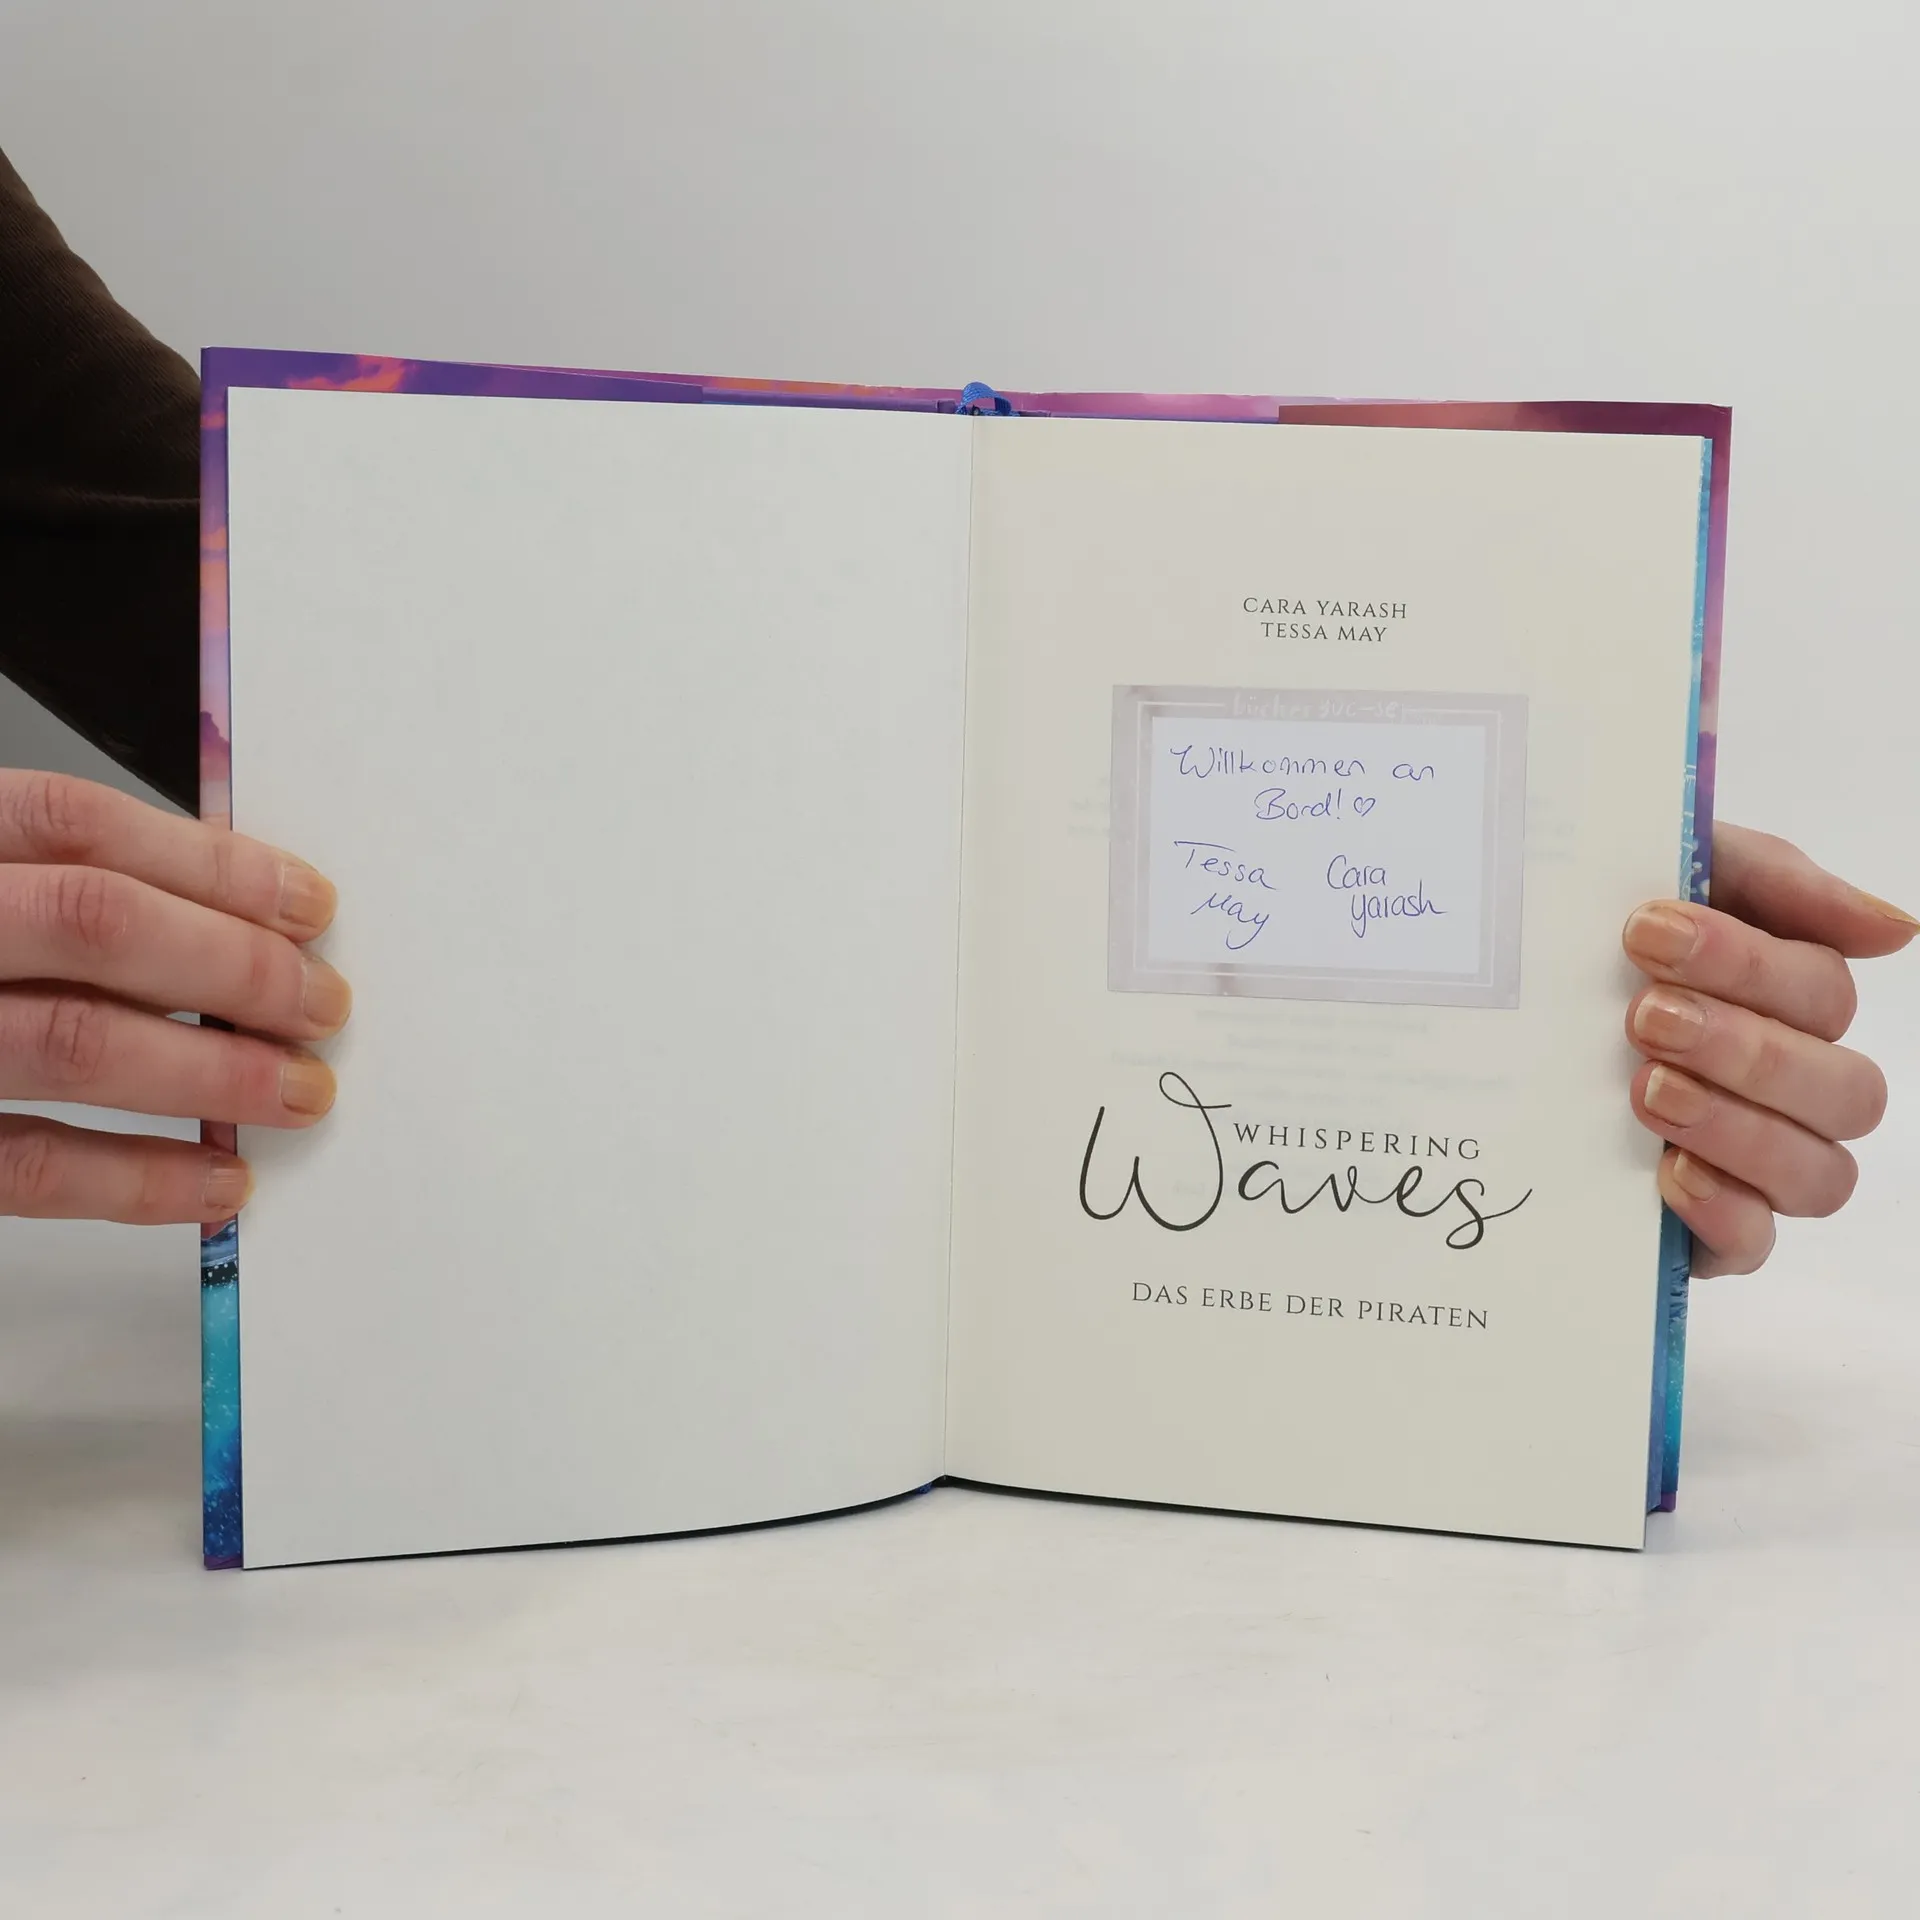 CARA YARASH
TESSA MAY
Willkommen an
Bord! ♡
Tessa
May
Cara
Yarash
WHISPERING
Waves
DAS ERBE DER PIRATEN